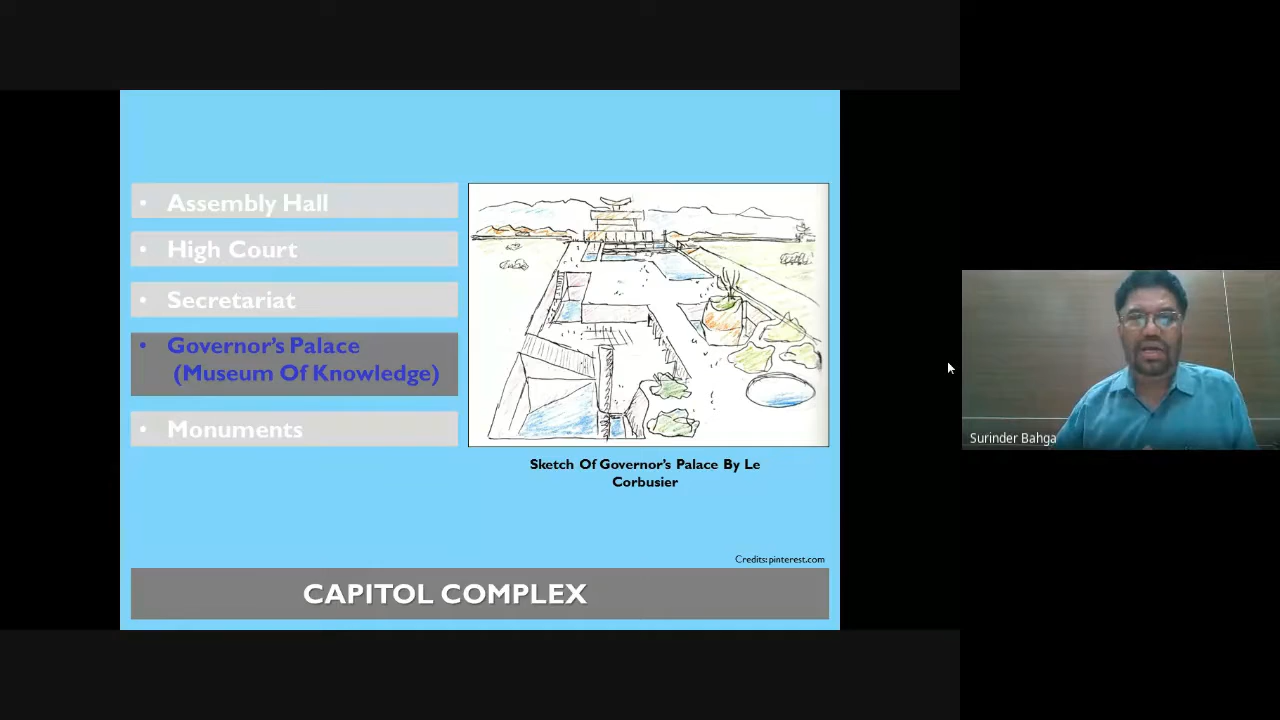 • Assembly Hall
• High Court
• Secretariat
• Governor's Palace
(Museum Of Knowledge)
• Monuments
Sketch Of Governor's Palace By Le
Corbusier
Credits:pinterest.com
CAPITOL COMPLEX
Surinder Bahga